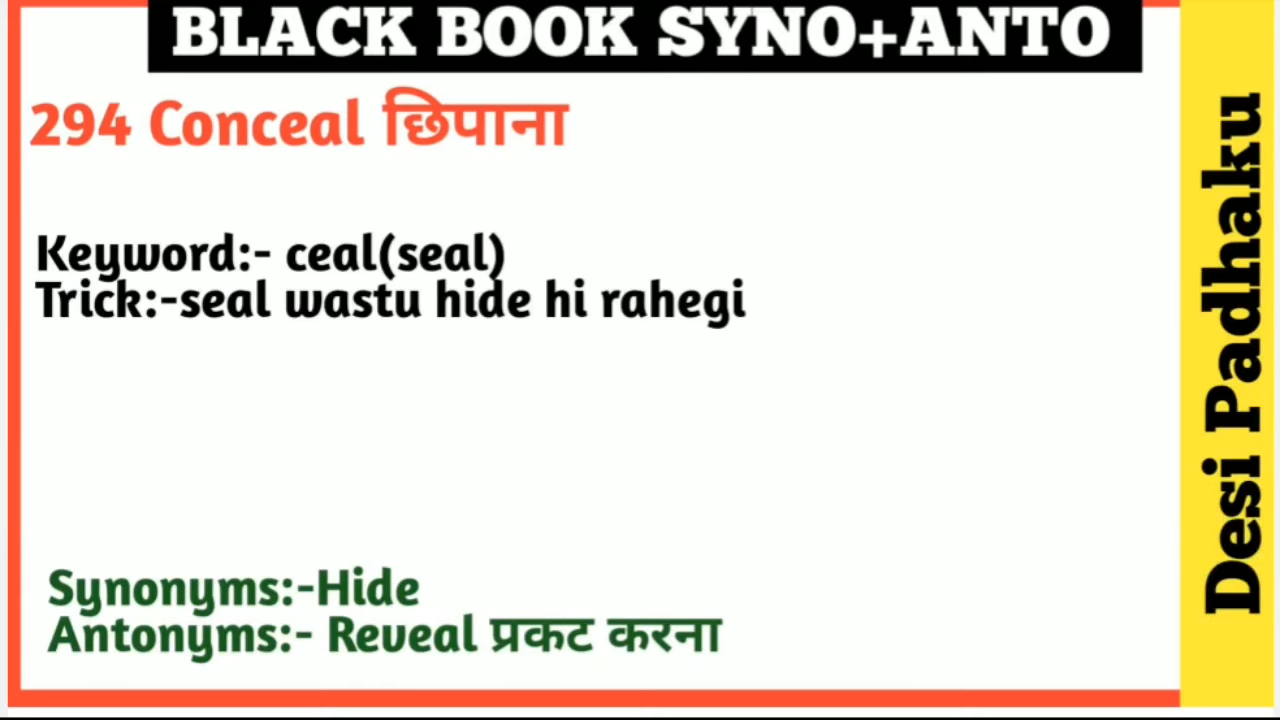 BLACK BOOK SYNO+ANTO
294 Conceal छिपाना
Keyword:- ceal(seal)
Trick:-seal wastu hide hi rahegi
Synonyms:-Hide
Antonyms:- Reveal प्रकट करना
Desi Padhaku